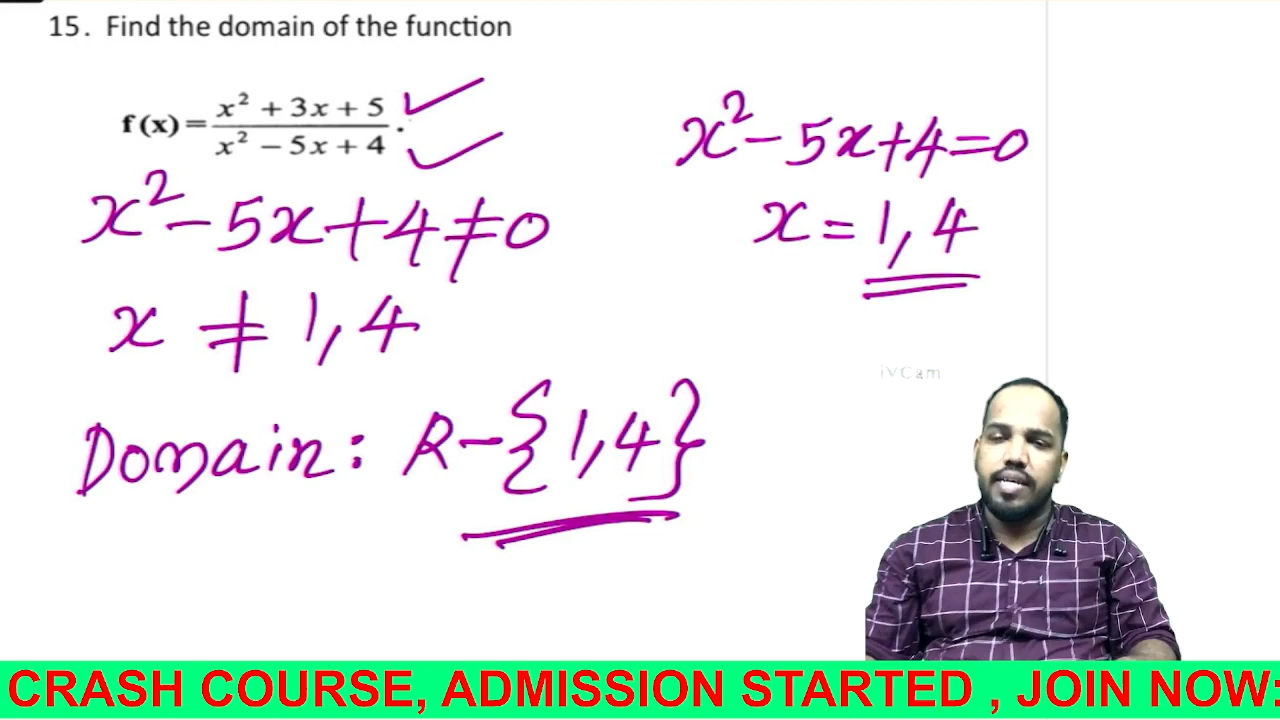 15. Find the domain of the function
f(x)= x² + 3x + 5 / x² − 5x + 4 .
x² − 5x + 4 ≠ 0
x ≠ 1, 4
Domain: R − {1, 4}
x² − 5x + 4 = 0
x = 1, 4
iVCam
CRASH COURSE, ADMISSION STARTED , JOIN NOW: